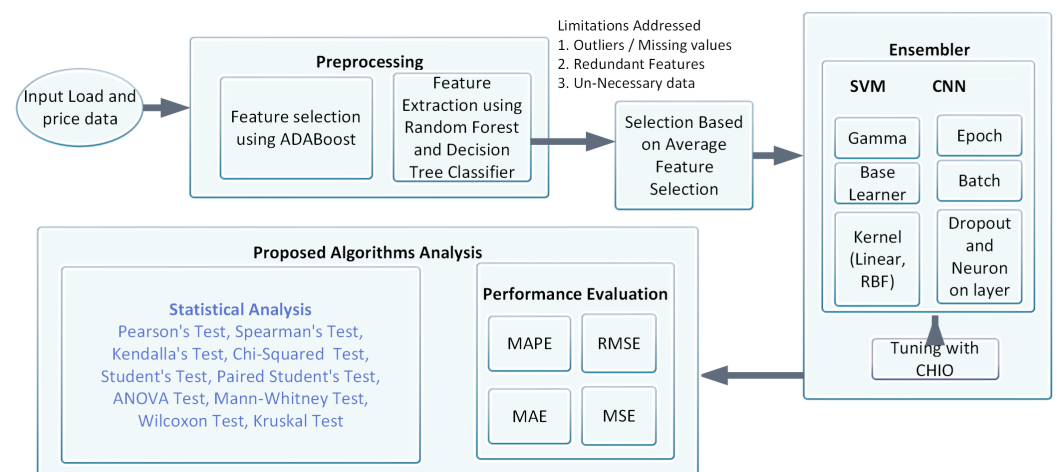 Input Load and
price data
Preprocessing
Feature selection
using ADABoost
Feature
Extraction using
Random Forest
and Decision
Tree Classifier
Limitations Addressed
1. Outliers / Missing values
2. Redundant Features
3. Un-Necessary data
Selection Based
on Average
Feature
Selection
Ensembler
SVM
CNN
Gamma
Base
Learner
Kernel
(Linear,
RBF)
Epoch
Batch
Dropout
and
Neuron
on layer
Tuning with
CHIO
Proposed Algorithms Analysis
Statistical Analysis
Pearson's Test, Spearman's Test,
Kendalla's Test, Chi-Squared Test,
Student's Test, Paired Student's Test,
ANOVA Test, Mann-Whitney Test,
Wilcoxon Test, Kruskal Test
Performance Evaluation
MAPE
RMSE
MAE
MSE